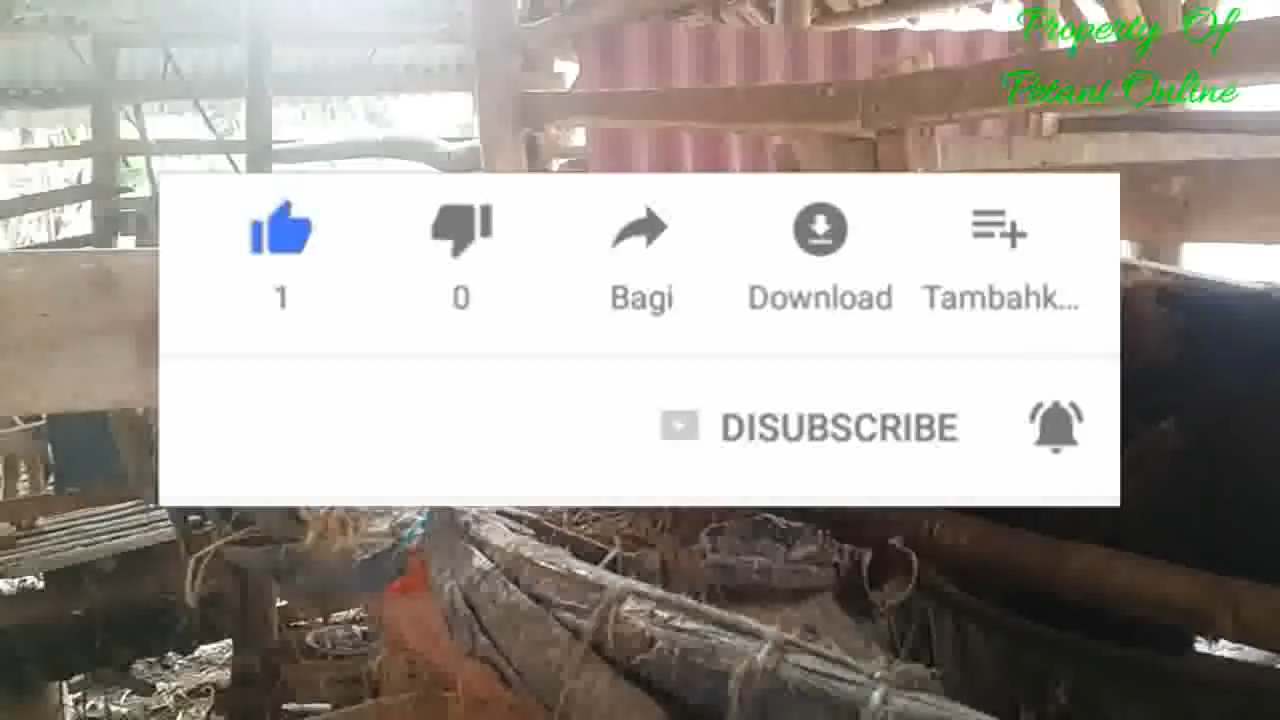 Property Of
Petani Online
1
0
Bagi
Download
Tambahk...
DISUBSCRIBE